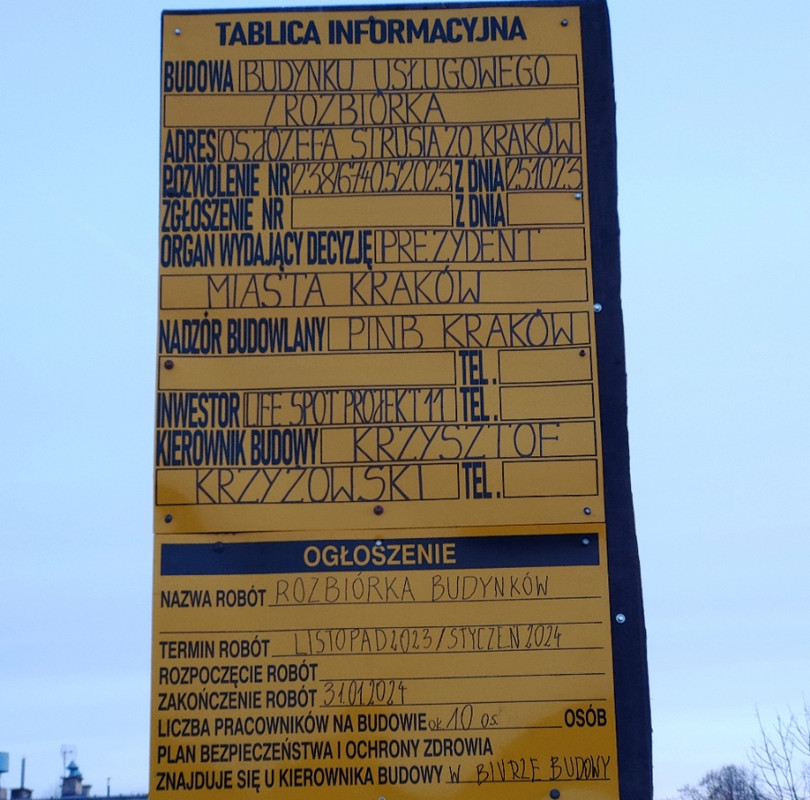 TABLICA INFORMACYJNA
BUDOWA BUDYNKU USŁUGOWEGO
/ROZBIÓRKA
ADRES OS JÓZEFA STRUSIA 20, KRAKÓW
POZWOLENIE NR 238/6740.5.2023 Z DNIA 25.10.23
ZGŁOSZENIE NR Z DNIA
ORGAN WYDAJĄCY DECYZJĘ PREZYDENT
MIASTA KRAKÓW
NADZÓR BUDOWLANY PINB KRAKÓW
TEL.
INWESTOR LIFE SPOT PROJEKT 11 TEL.
KIEROWNIK BUDOWY KRZYSZTOF
KRZYŻOWSKI TEL.
OGŁOSZENIE
NAZWA ROBÓT ROZBIÓRKA BUDYNKÓW
TERMIN ROBÓT LISTOPAD 2023/STYCZEŃ 2024
ROZPOCZĘCIE ROBÓT
ZAKOŃCZENIE ROBÓT 31.01.2024
LICZBA PRACOWNIKÓW NA BUDOWIE ok. 10 os. OSÓB
PLAN BEZPIECZEŃSTWA I OCHRONY ZDROWIA
ZNAJDUJE SIĘ U KIEROWNIKA BUDOWY W BIURZE BUDOWY